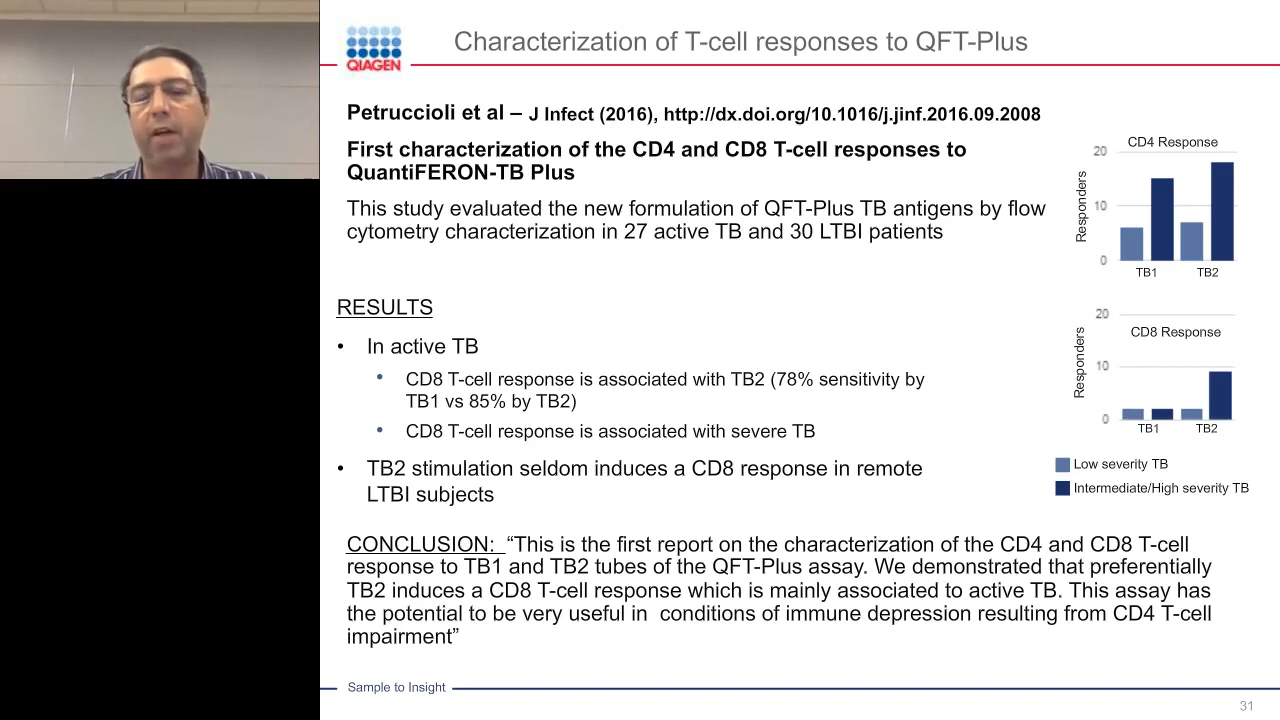 QIAGEN
Characterization of T-cell responses to QFT-Plus
Petruccioli et al – J Infect (2016), http://dx.doi.org/10.1016/j.jinf.2016.09.2008
First characterization of the CD4 and CD8 T-cell responses to
QuantiFERON-TB Plus
This study evaluated the new formulation of QFT-Plus TB antigens by flow
cytometry characterization in 27 active TB and 30 LTBI patients
RESULTS
• In active TB
• CD8 T-cell response is associated with TB2 (78% sensitivity by
TB1 vs 85% by TB2)
• CD8 T-cell response is associated with severe TB
• TB2 stimulation seldom induces a CD8 response in remote
LTBI subjects
CD4 Response
Responders
20
10
0
TB1 TB2
CD8 Response
Responders
20
10
0
TB1 TB2
Low severity TB
Intermediate/High severity TB
CONCLUSION: “This is the first report on the characterization of the CD4 and CD8 T-cell
response to TB1 and TB2 tubes of the QFT-Plus assay. We demonstrated that preferentially
TB2 induces a CD8 T-cell response which is mainly associated to active TB. This assay has
the potential to be very useful in conditions of immune depression resulting from CD4 T-cell
impairment”
Sample to Insight
31